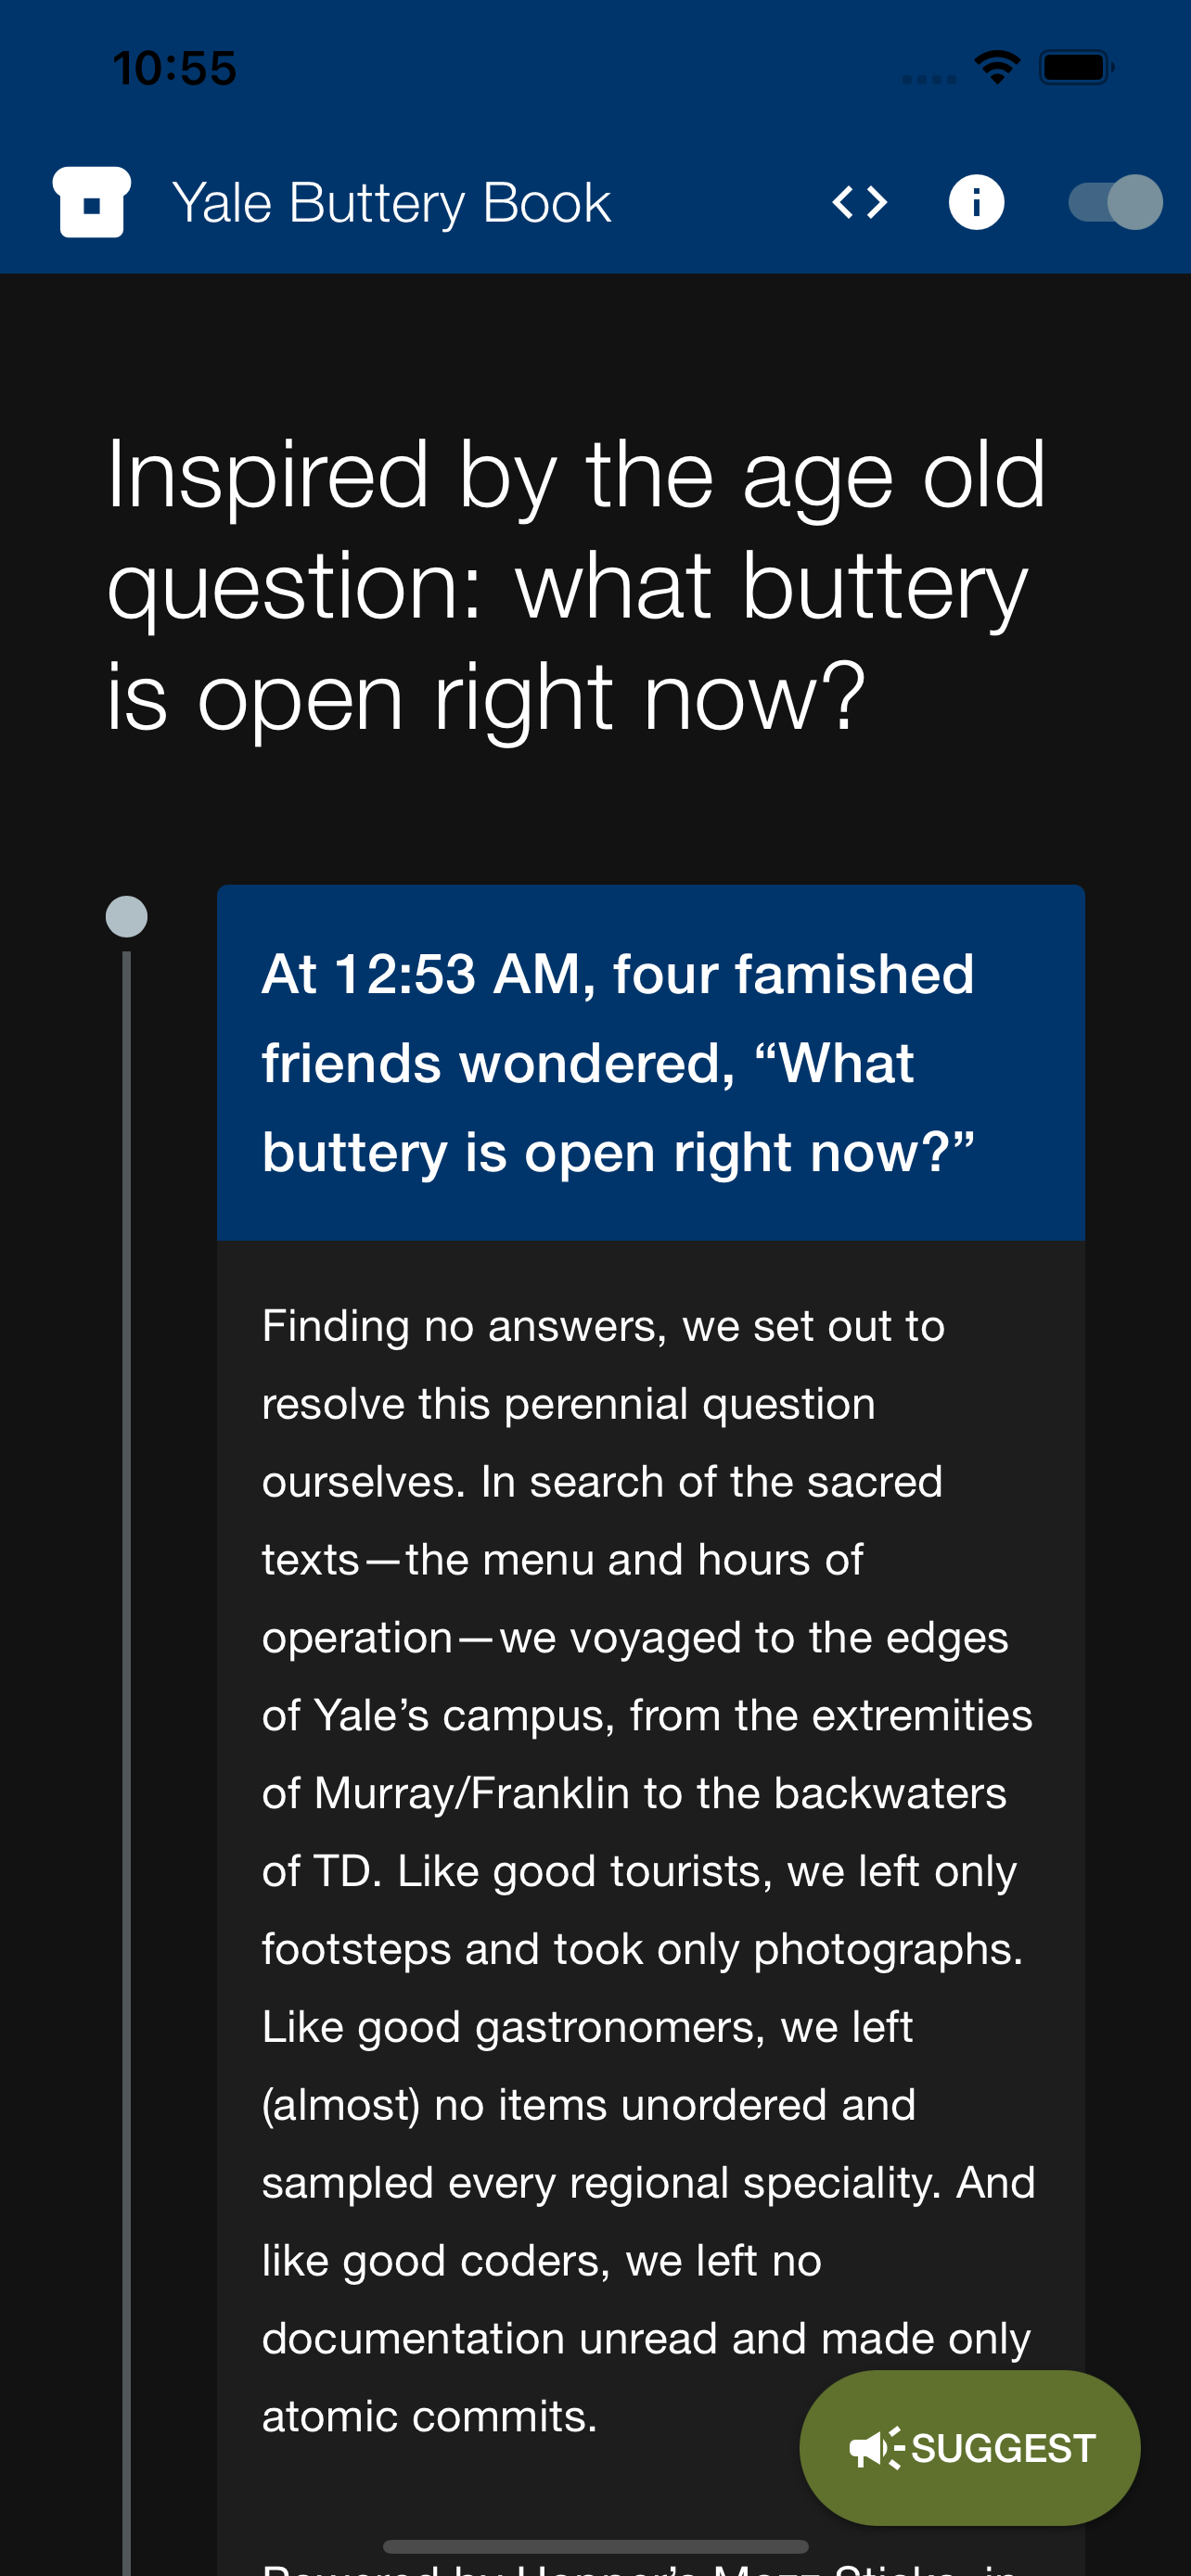 10:55
Yale Buttery Book
Inspired by the age old
question: what buttery
is open right now?
At 12:53 AM, four famished
friends wondered, “What
buttery is open right now?”
Finding no answers, we set out to
resolve this perennial question
ourselves. In search of the sacred
texts—the menu and hours of
operation—we voyaged to the edges
of Yale’s campus, from the extremities
of Murray/Franklin to the backwaters
of TD. Like good tourists, we left only
footsteps and took only photographs.
Like good gastronomers, we left
(almost) no items unordered and
sampled every regional speciality. And
like good coders, we left no
documentation unread and made only
atomic commits.
SUGGEST
Powered by Hopper’s Mozz Sticks, in